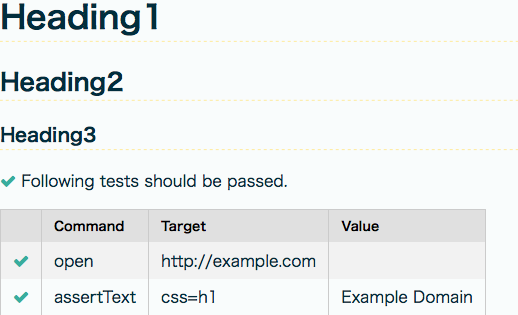 Heading1
Heading2
Heading3
Following tests should be passed.
Command Target Value
open http://example.com
assertText css=h1 Example Domain